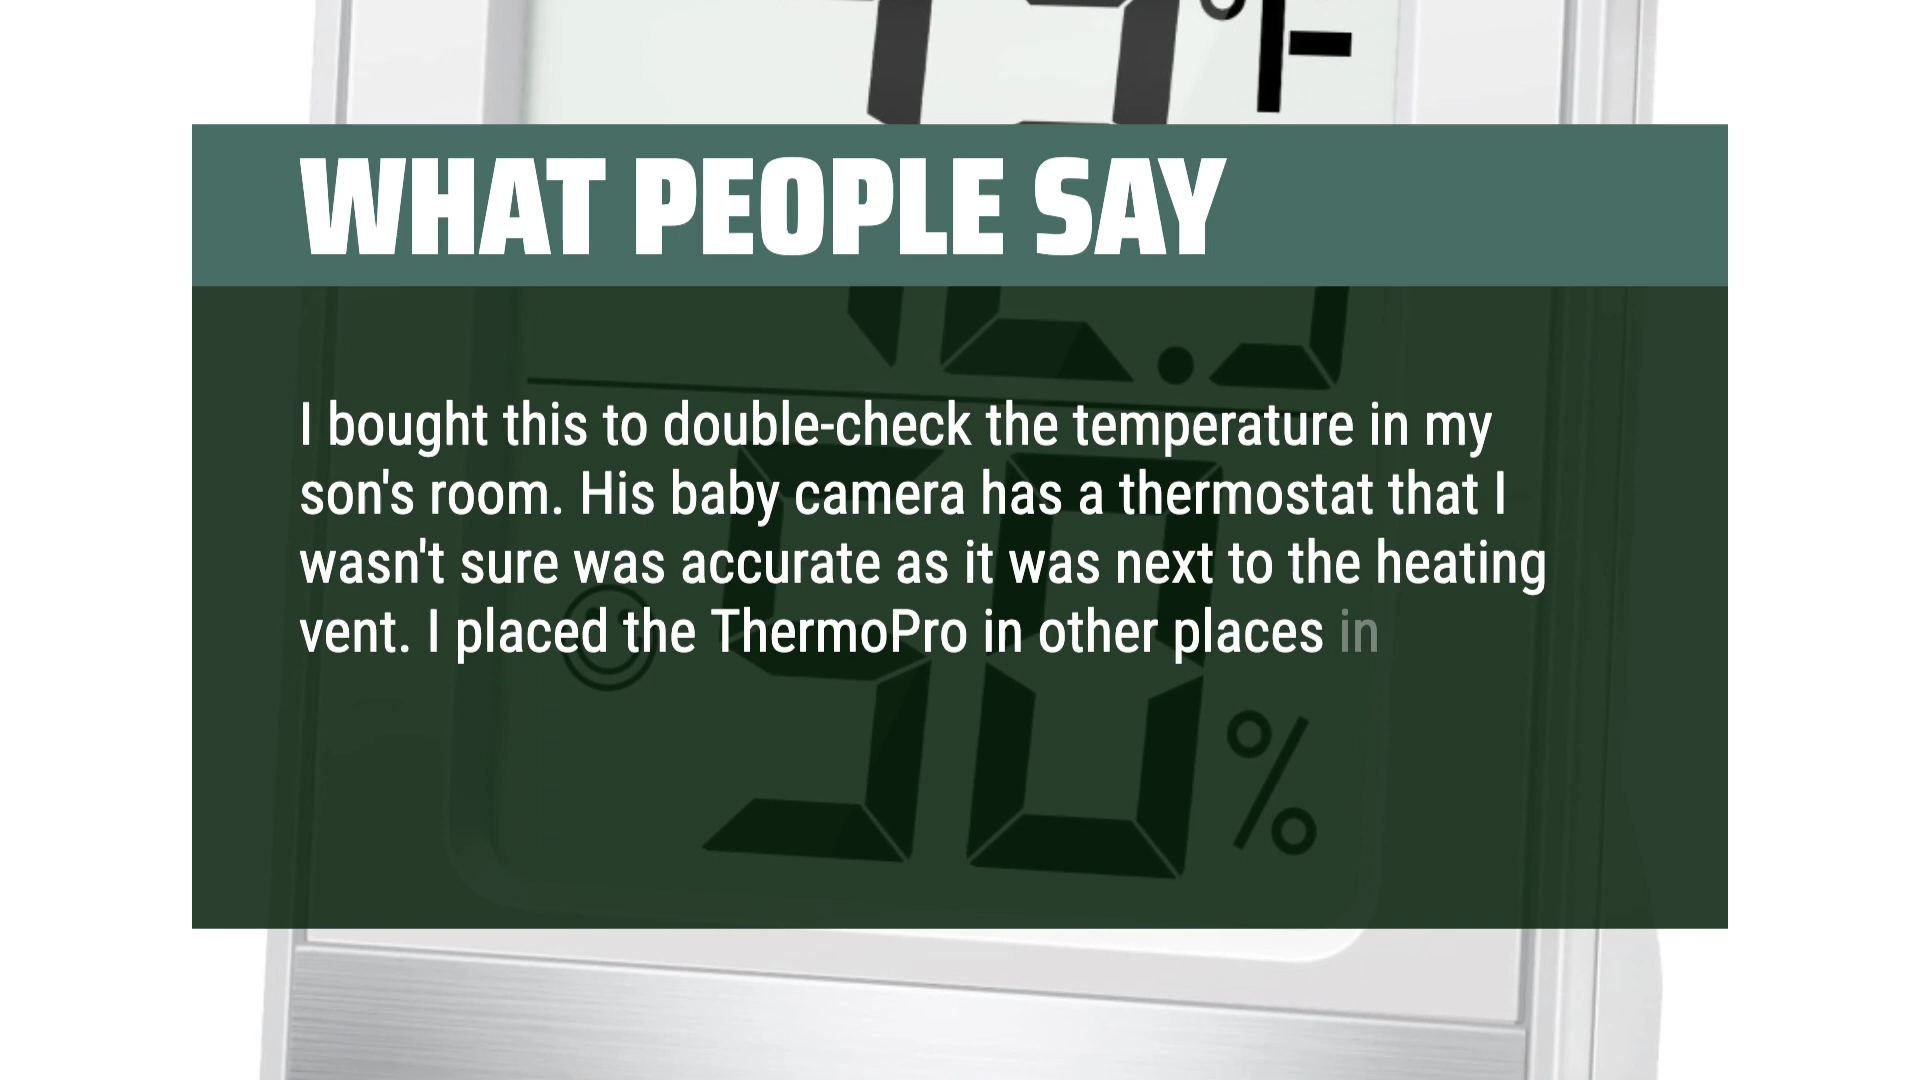 °F
WHAT PEOPLE SAY
I bought this to double-check the temperature in my
son's room. His baby camera has a thermostat that I
wasn't sure was accurate as it was next to the heating
vent. I placed the ThermoPro in other places in
50%